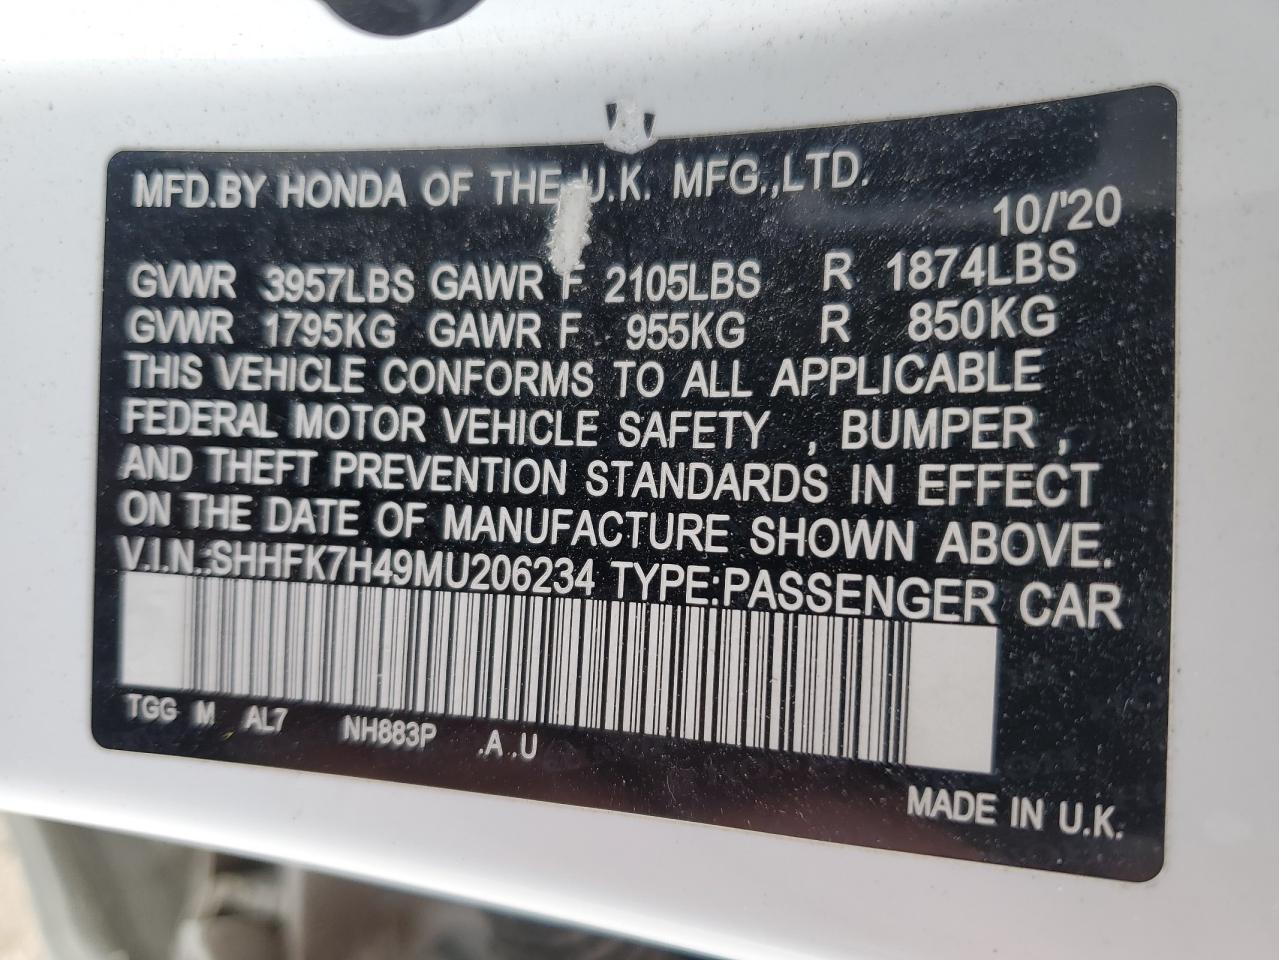 MFD.BY HONDA OF THE U.K. MFG.,LTD.
10/'20
GVWR 3957LBS GAWR F 2105LBS R 1874LBS
GVWR 1795KG GAWR F 955KG R 850KG
THIS VEHICLE CONFORMS TO ALL APPLICABLE
FEDERAL MOTOR VEHICLE SAFETY , BUMPER ,
AND THEFT PREVENTION STANDARDS IN EFFECT
ON THE DATE OF MANUFACTURE SHOWN ABOVE.
V.I.N.:SHHFK7H49MU206234 TYPE:PASSENGER CAR
TGG M AL7 NH883P .A .U
MADE IN U.K.